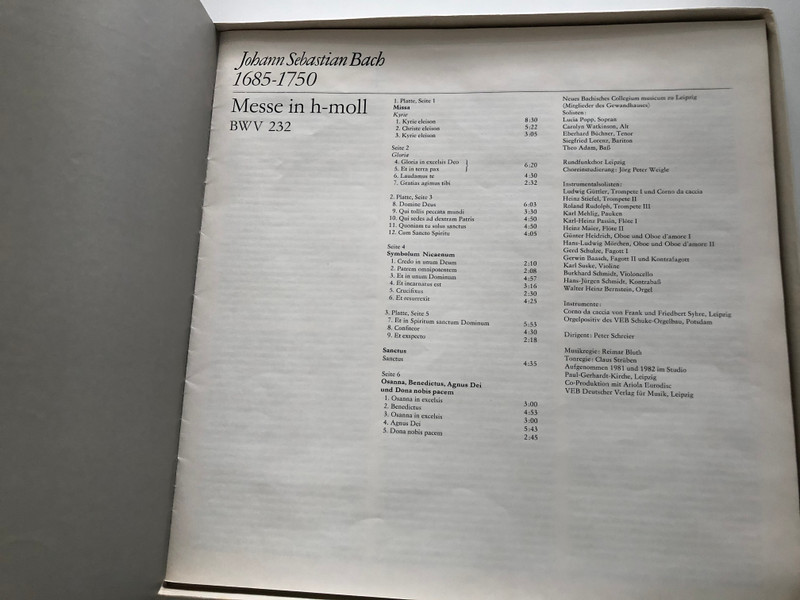 Johann Sebastian Bach
1685-1750
Messe in h-moll
BWV 232
1. Platte, Seite 1
Missa
Kyrie
1. Kyrie eleison 8:30
2. Christe eleison 5:22
3. Kyrie eleison 3:05
Seite 2
Gloria
4. Gloria in excelsis Deo
5. Et in terra pax 6:20
6. Laudamus te 4:30
7. Gratias agimus tibi 2:32
2. Platte, Seite 3
8. Domine Deus 6:03
9. Qui tollis peccata mundi 3:30
10. Qui sedes ad dextram Patris 4:50
11. Quoniam tu solus sanctus 4:50
12. Cum Sancto Spiritu 4:05
Seite 4
Symbolum Nicaenum
1. Credo in unum Deum 2:10
2. Patrem omnipotentem 2:08
3. Et in unum Dominum 4:57
4. Et incarnatus est 3:16
5. Crucifixus 2:30
6. Et resurrexit 4:25
3. Platte, Seite 5
7. Et in Spiritum sanctum Dominum 5:53
8. Confiteor 4:30
9. Et expecto 2:18
Sanctus
Sanctus 4:55
Seite 6
Osanna, Benedictus, Agnus Dei
und Dona nobis pacem
1. Osanna in excelsis 3:00
2. Benedictus 4:53
3. Osanna in excelsis 3:00
4. Agnus Dei 5:43
5. Dona nobis pacem 2:45
Neues Bachisches Collegium musicum zu Leipzig
(Mitglieder des Gewandhauses)
Solisten:
Lucia Popp, Sopran
Carolyn Watkinson, Alt
Eberhard Büchner, Tenor
Siegfried Lorenz, Bariton
Theo Adam, Baß
Rundfunkchor Leipzig
Choreinstudierung: Jörg Peter Weigle
Instrumentalsolisten:
Ludwig Güttler, Trompete I und Corno da caccia
Heinz Stiefel, Trompete II
Roland Rudolph, Trompete III
Karl Mehlig, Pauken
Karl-Heinz Passin, Flöte I
Heinz Maier, Flöte II
Günter Heidrich, Oboe und Oboe d'amore I
Hans-Ludwig Mörchen, Oboe und Oboe d'amore II
Gerd Schulze, Fagott I
Gerwin Baasch, Fagott II und Kontrafagott
Karl Suske, Violine
Burkhard Schmidt, Violoncello
Hans-Jürgen Schmidt, Kontrabaß
Walter Heinz Bernstein, Orgel
Instrumente:
Corno da caccia von Frank und Friedbert Syhre, Leipzig
Orgelpositiv des VEB Schuke-Orgelbau, Potsdam
Dirigent: Peter Schreier
Musikregie: Reimar Bluth
Tonregie: Claus Strüben
Aufgenommen 1981 und 1982 im Studio
Paul-Gerhardt-Kirche, Leipzig
Co-Produktion mit Ariola Eurodisc
VEB Deutscher Verlag für Musik, Leipzig